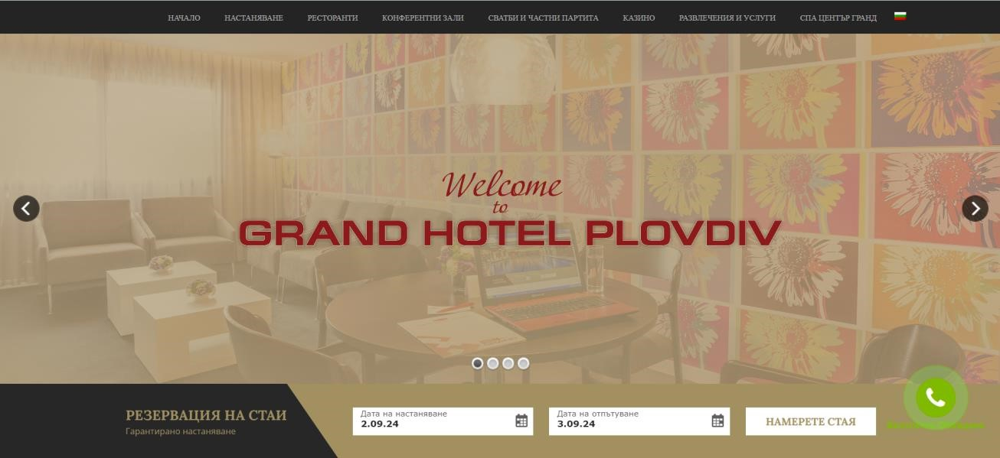 НАЧАЛО НАСТАНЯВАНЕ РЕСТОРАНТИ КОНФЕРЕНТНИ ЗАЛИ СВАТБИ И ЧАСТНИ ПАРТИТА КАЗИНО РАЗВЛЕЧЕНИЯ И УСЛУГИ СПА ЦЕНТЪР ГРАНД
Welcome
to
GRAND HOTEL PLOVDIV
РЕЗЕРВАЦИЯ НА СТАИ
Гарантирано настаняване
Дата на настаняване
2.09.24
Дата на отпътуване
3.09.24
НАМЕРЕТЕ СТАЯ